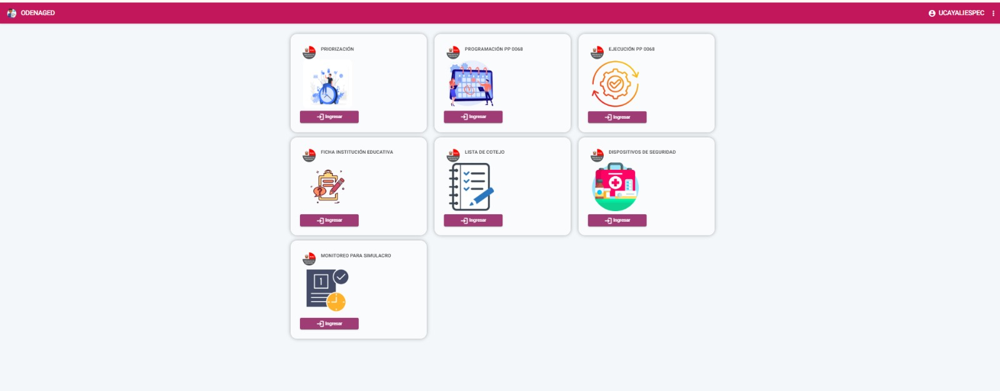 ODENAGED
UCAYALIESPEC
PRIORIZACIÓN
Ingresar
PROGRAMACIÓN PP 0068
Ingresar
EJECUCIÓN PP 0068
Ingresar
FICHA INSTITUCIÓN EDUCATIVA
Ingresar
LISTA DE COTEJO
Ingresar
DISPOSITIVOS DE SEGURIDAD
Ingresar
MONITOREO PARA SIMULACRO
1
Ingresar